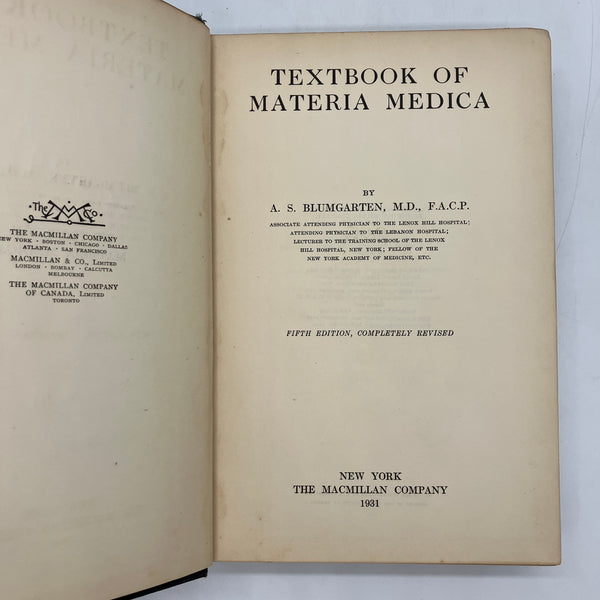 The M Co
THE MACMILLAN COMPANY
NEW YORK · BOSTON · CHICAGO · DALLAS
ATLANTA · SAN FRANCISCO
MACMILLAN & CO., LIMITED
LONDON · BOMBAY · CALCUTTA
MELBOURNE
THE MACMILLAN COMPANY
OF CANADA, LIMITED
TORONTO
TEXTBOOK OF
MATERIA MEDICA
BY
A. S. BLUMGARTEN, M.D., F.A.C.P.
ASSOCIATE ATTENDING PHYSICIAN TO THE LENOX HILL HOSPITAL;
ATTENDING PHYSICIAN TO THE LEBANON HOSPITAL;
LECTURER TO THE TRAINING SCHOOL OF THE LENOX
HILL HOSPITAL, NEW YORK; FELLOW OF THE
NEW YORK ACADEMY OF MEDICINE, ETC.
FIFTH EDITION, COMPLETELY REVISED
NEW YORK
THE MACMILLAN COMPANY
1931